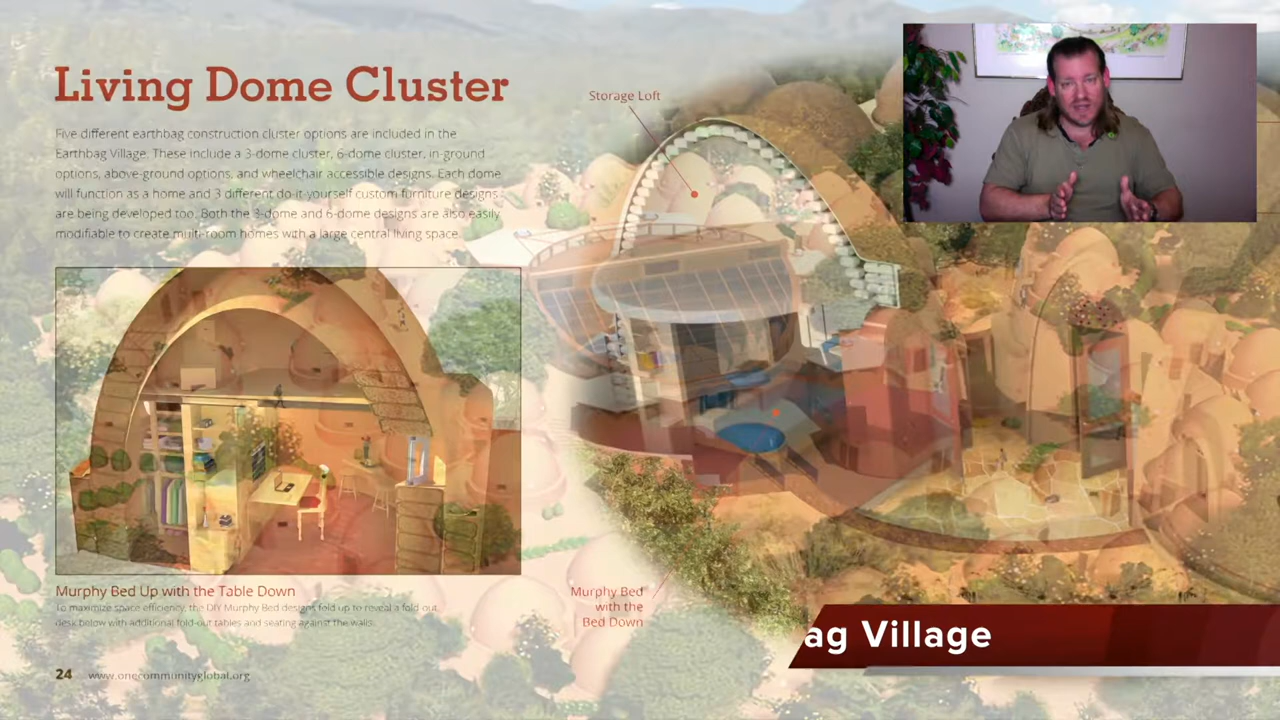 Living Dome Cluster
Five different earthbag construction cluster options are included in the
Earthbag Village. These include a 3-dome cluster, 6-dome cluster, in-ground
options, above-ground options, and wheelchair accessible designs. Each dome
will function as a home and 3 different do-it-yourself custom furniture designs
are being developed too. Both the 3-dome and 6-dome designs are also easily
modifiable to create multi-room homes with a large central living space.
Storage Loft
Murphy Bed Up with the Table Down
To maximize space efficiency, the DIY Murphy Bed designs fold up to reveal a fold-out
desk below with additional fold-out tables and seating against the walls.
Murphy Bed
with the
Bed Down
ag Village
24 www.onecommunityglobal.org